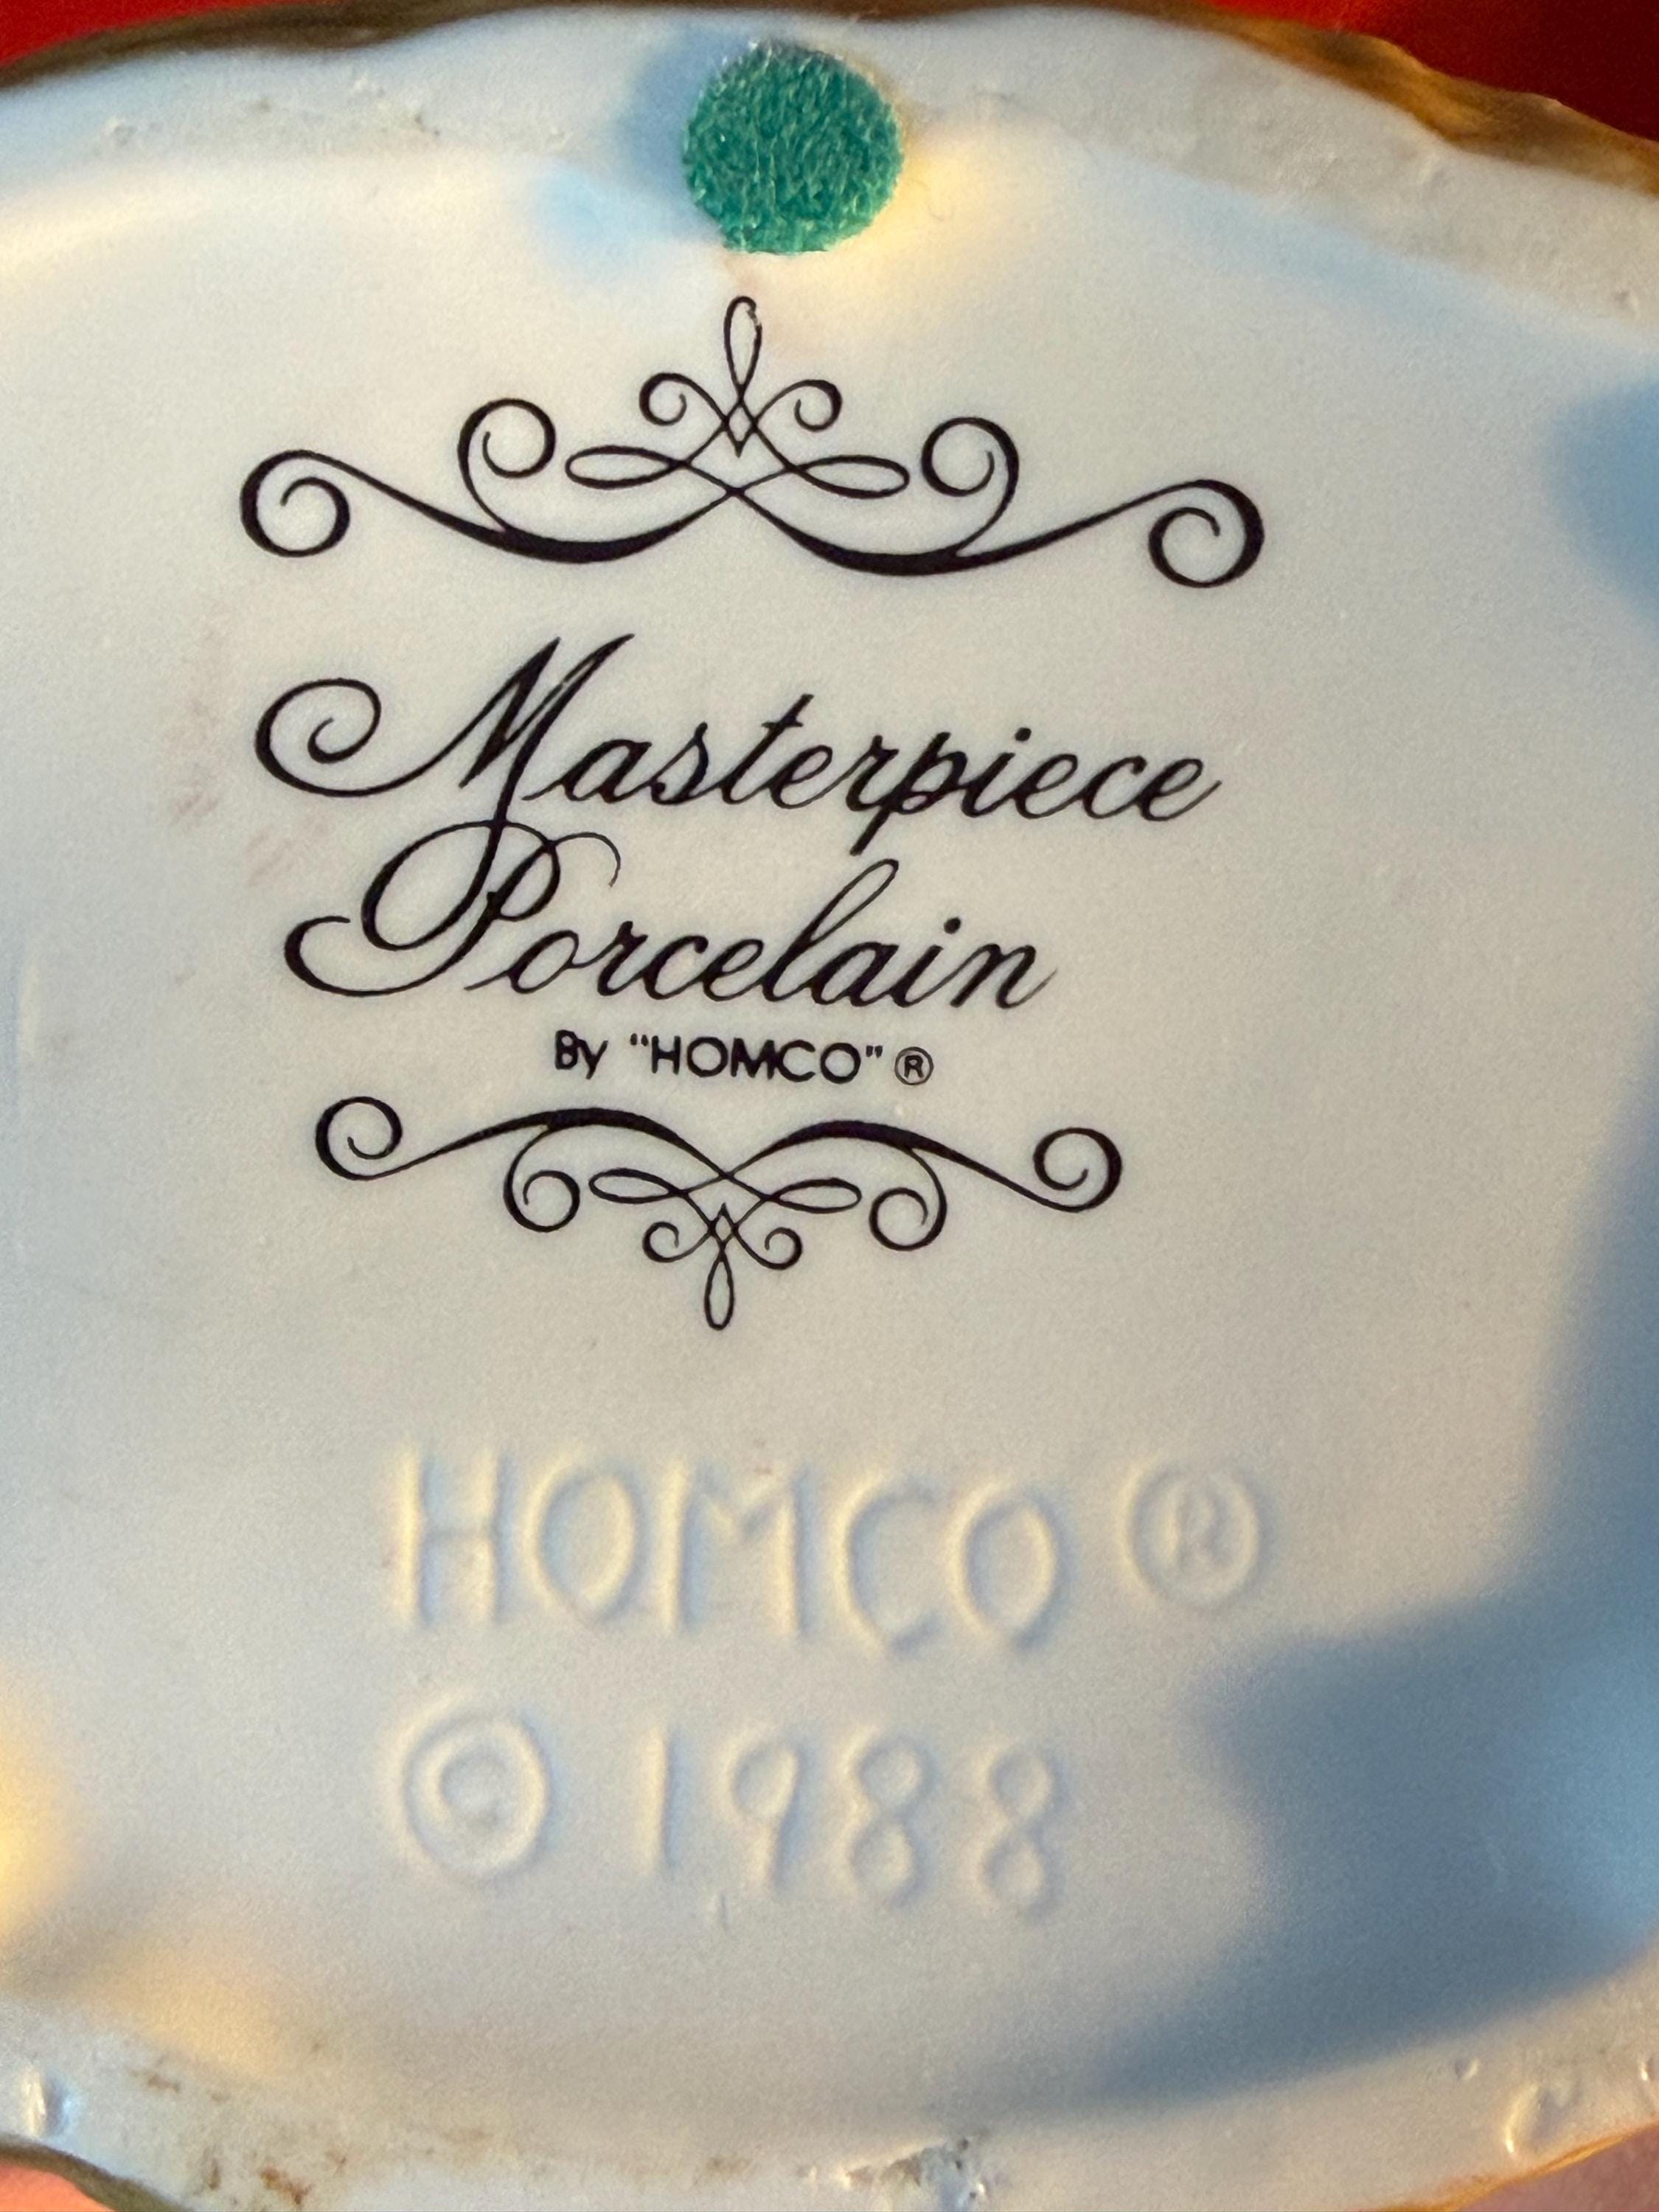 Masterpiece
Porcelain
By "HOMCO" ®
HOMCO ®
© 1988